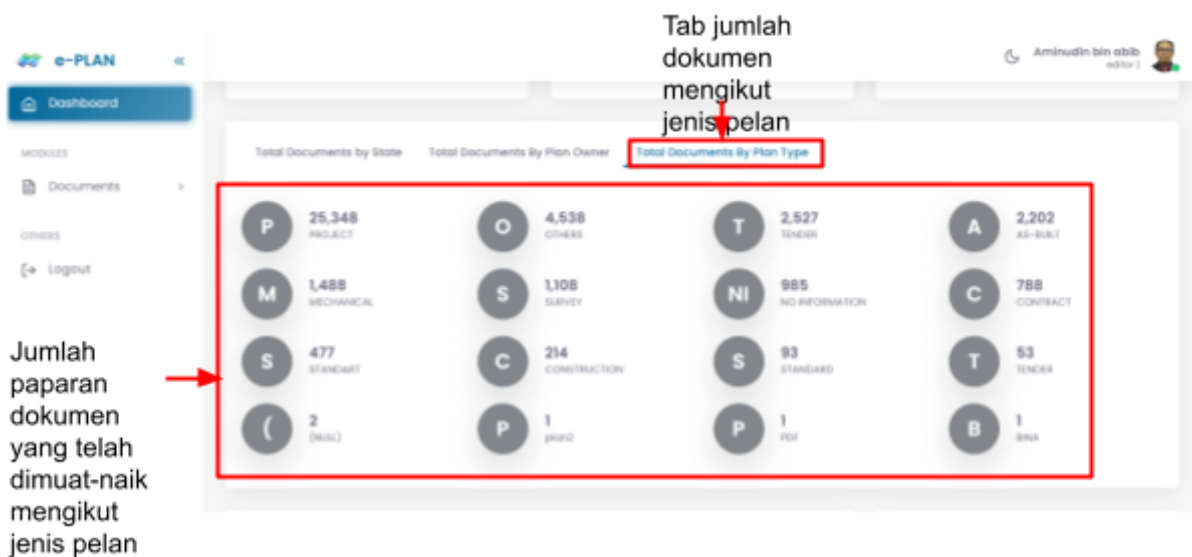 Tab jumlah
dokumen
mengikut
jenis pelan
e-PLAN «
Aminudin bin abib
editor |
Dashboard
MODULES
Documents >
OTHERS
Logout
Total Documents by State Total Documents By Plan Owner Total Documents By Plan Type
P 25,348 PROJECT
O 4,538 OTHERS
T 2,527 TENDER
A 2,202 AS-BUILT
M 1,488 MECHANICAL
S 1,108 SURVEY
NI 985 NO INFORMATION
C 788 CONTRACT
S 477 STANDART
C 214 CONSTRUCTION
S 93 STANDARD
T 53 TENDER
( 2 (NULL)
P 1 plan2
P 1 PDF
B 1 BINA
Jumlah
paparan
dokumen
yang telah
dimuat-naik
mengikut
jenis pelan